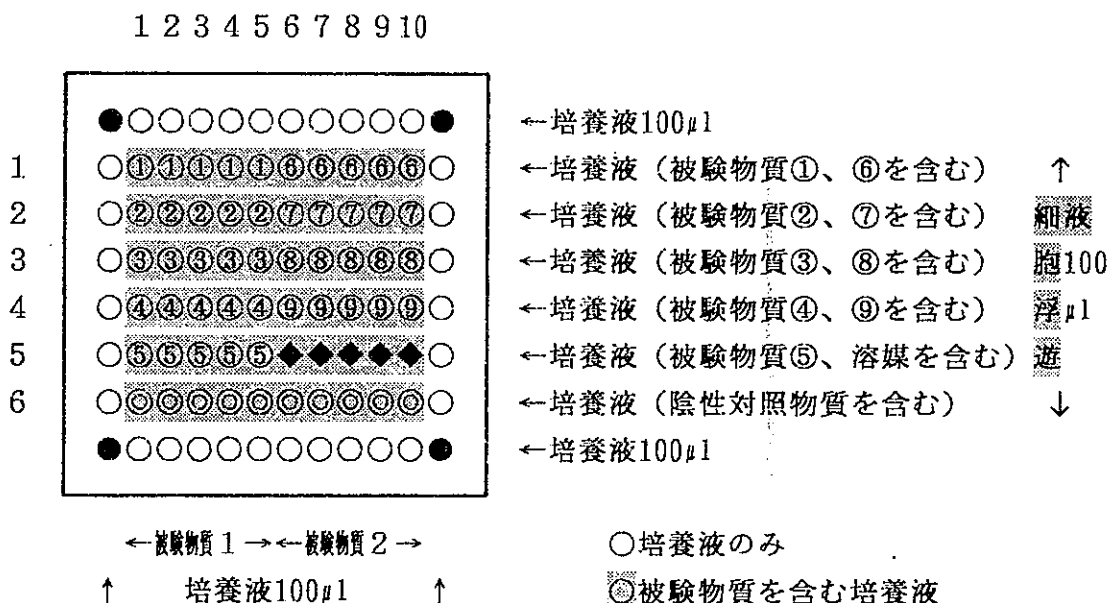 1 2 3 4 5 6 7 8 9 10
●○○○○○○○○○○● ←培養液100μl
1 ○①①①①①⑥⑥⑥⑥⑥○ ←培養液（被験物質①、⑥を含む） ↑
2 ○②②②②②⑦⑦⑦⑦⑦○ ←培養液（被験物質②、⑦を含む） 細液
3 ○③③③③③⑧⑧⑧⑧⑧○ ←培養液（被験物質③、⑧を含む） 胞100
4 ○④④④④④⑨⑨⑨⑨⑨○ ←培養液（被験物質④、⑨を含む） 浮μl
5 ○⑤⑤⑤⑤⑤◆◆◆◆◆○ ←培養液（被験物質⑤、溶媒を含む） 遊
6 ○◎◎◎◎◎◎◎◎◎◎○ ←培養液（陰性対照物質を含む） ↓
●○○○○○○○○○○● ←培養液100μl
←被験物質1→←被験物質2→ ○培養液のみ
↑ 培養液100μl ↑ ◎被験物質を含む培養液